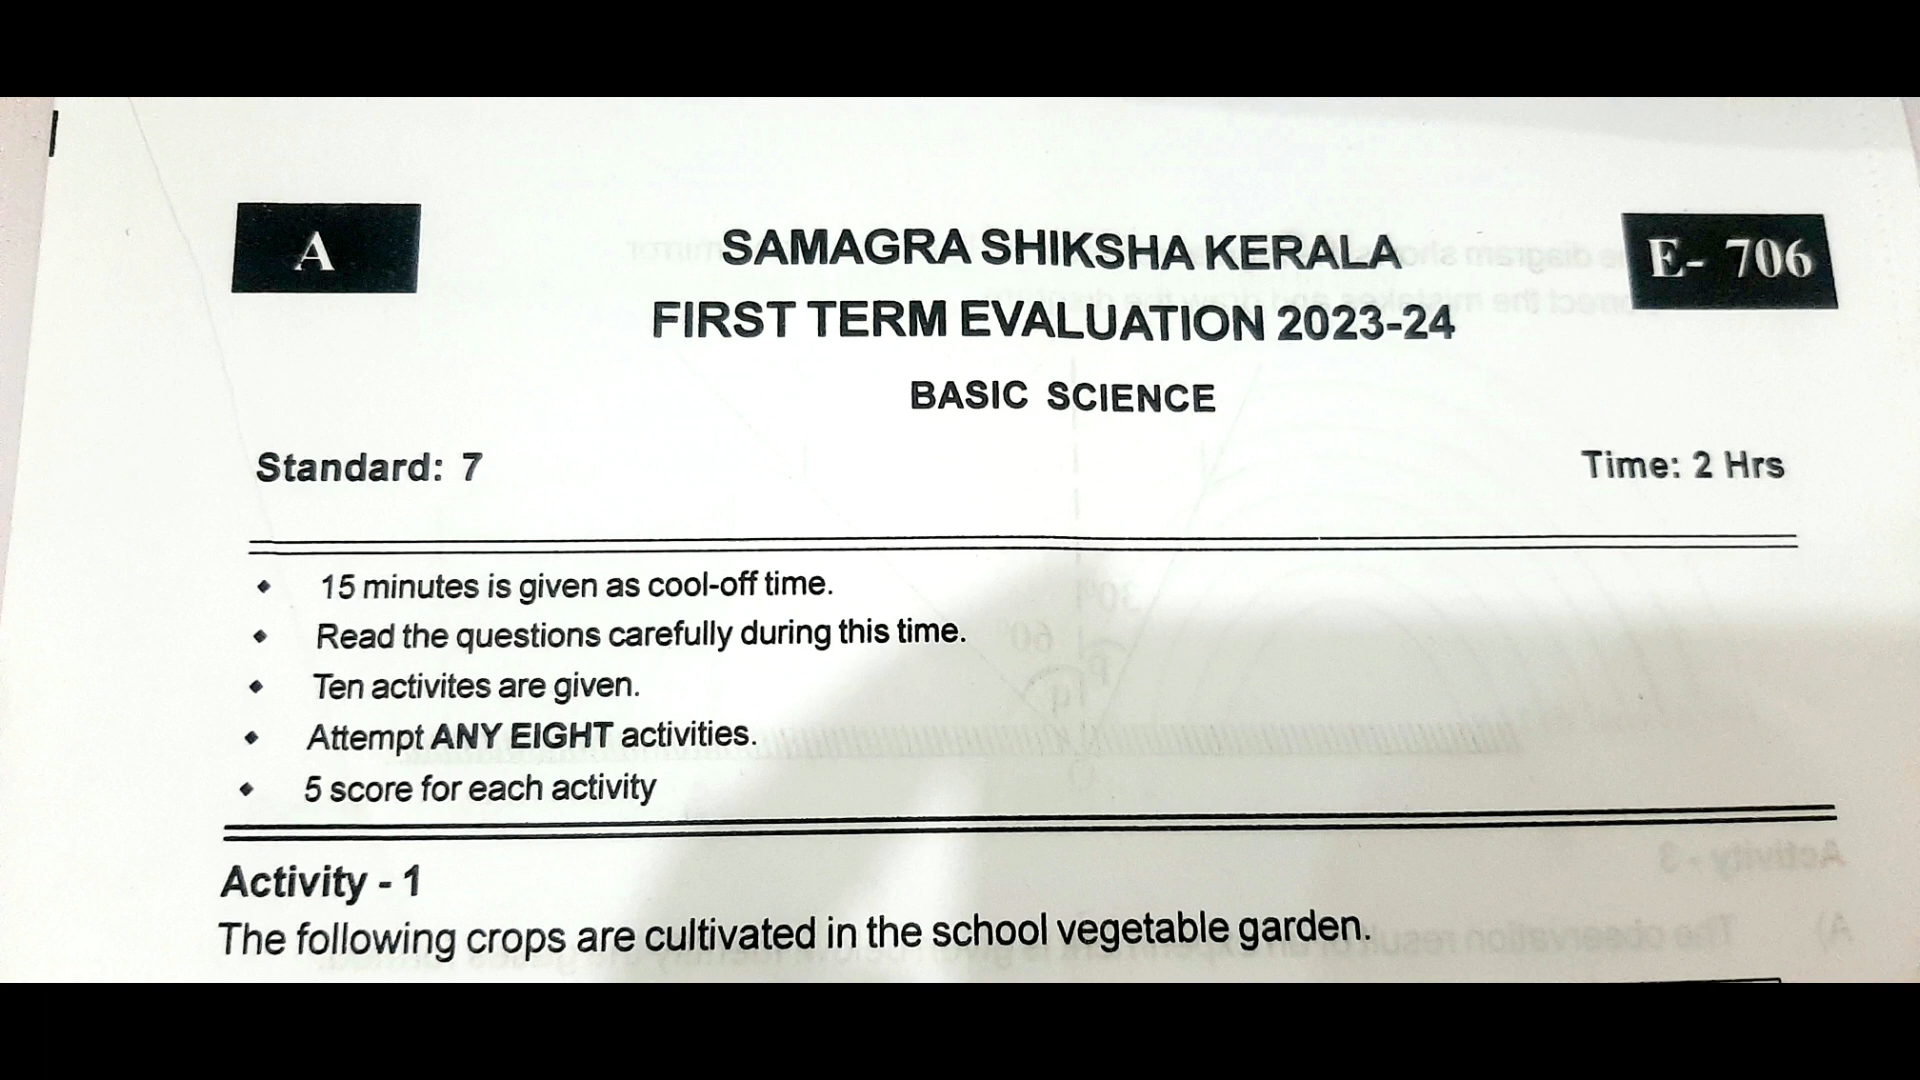 A
SAMAGRA SHIKSHA KERALA
E- 706
FIRST TERM EVALUATION 2023-24
BASIC SCIENCE
Standard: 7
Time: 2 Hrs
• 15 minutes is given as cool-off time.
• Read the questions carefully during this time.
• Ten activites are given.
• Attempt ANY EIGHT activities.
• 5 score for each activity
Activity - 1
The following crops are cultivated in the school vegetable garden.